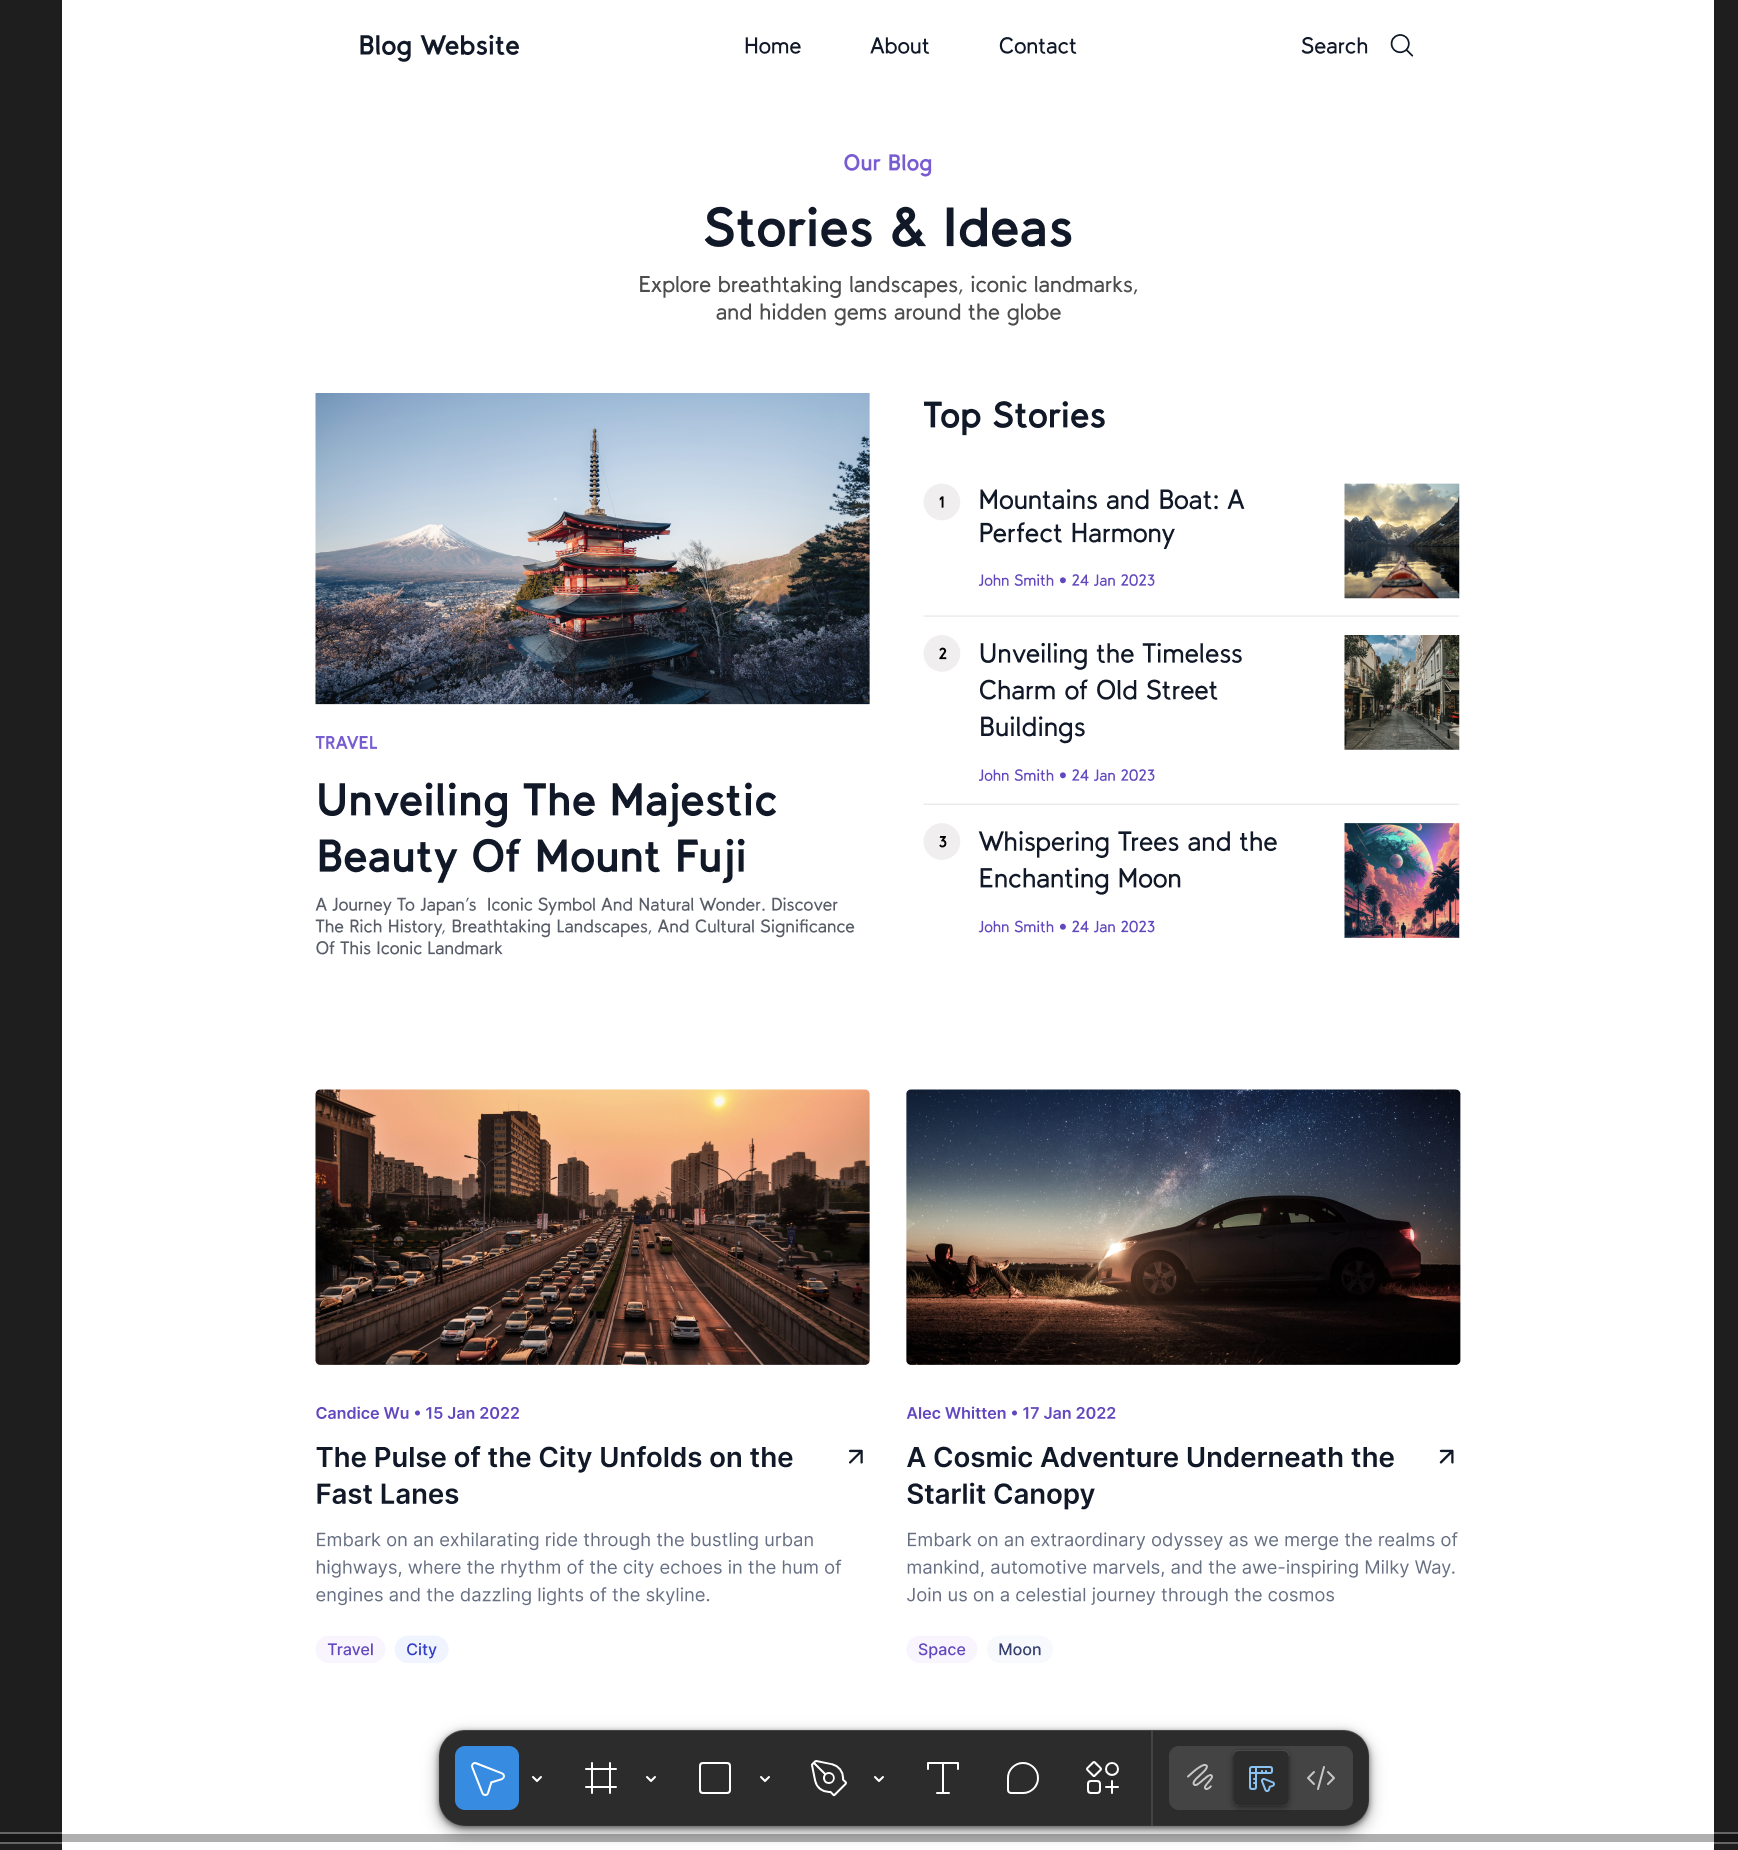 Blog Website
Home
About
Contact
Search
Our Blog
Stories & Ideas
Explore breathtaking landscapes, iconic landmarks,
and hidden gems around the globe
TRAVEL
Unveiling The Majestic
Beauty Of Mount Fuji
A Journey To Japan's  Iconic Symbol And Natural Wonder. Discover
The Rich History, Breathtaking Landscapes, And Cultural Significance
Of This Iconic Landmark
Top Stories
1
Mountains and Boat: A
Perfect Harmony
John Smith • 24 Jan 2023
2
Unveiling the Timeless
Charm of Old Street
Buildings
John Smith • 24 Jan 2023
3
Whispering Trees and the
Enchanting Moon
John Smith • 24 Jan 2023
Candice Wu • 15 Jan 2022
The Pulse of the City Unfolds on the
Fast Lanes
Embark on an exhilarating ride through the bustling urban
highways, where the rhythm of the city echoes in the hum of
engines and the dazzling lights of the skyline.
Travel
City
Alec Whitten • 17 Jan 2022
A Cosmic Adventure Underneath the
Starlit Canopy
Embark on an extraordinary odyssey as we merge the realms of
mankind, automotive marvels, and the awe-inspiring Milky Way.
Join us on a celestial journey through the cosmos
Space
Moon